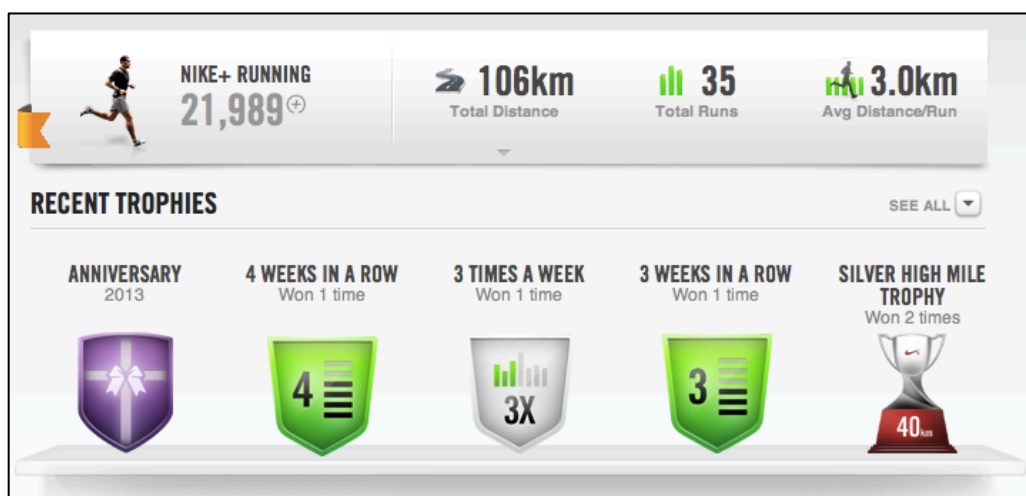 NIKE+ RUNNING
21,989
106km
Total Distance
35
Total Runs
3.0km
Avg Distance/Run
RECENT TROPHIES
SEE ALL
ANNIVERSARY
2013
4 WEEKS IN A ROW
Won 1 time
3 TIMES A WEEK
Won 1 time
3 WEEKS IN A ROW
Won 1 time
SILVER HIGH MILE
TROPHY
Won 2 times
4
3X
3
40km